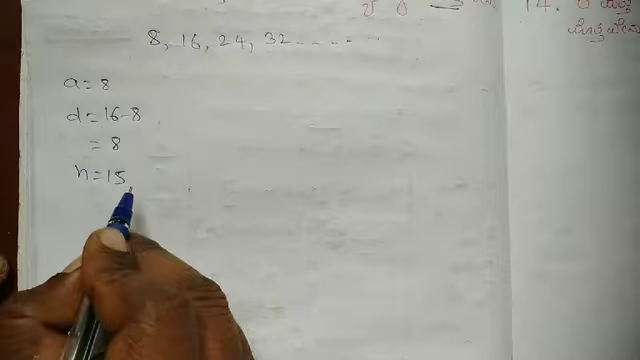 8, 16, 24, 32 ......
a = 8
d = 16-8
= 8
n = 15
14.